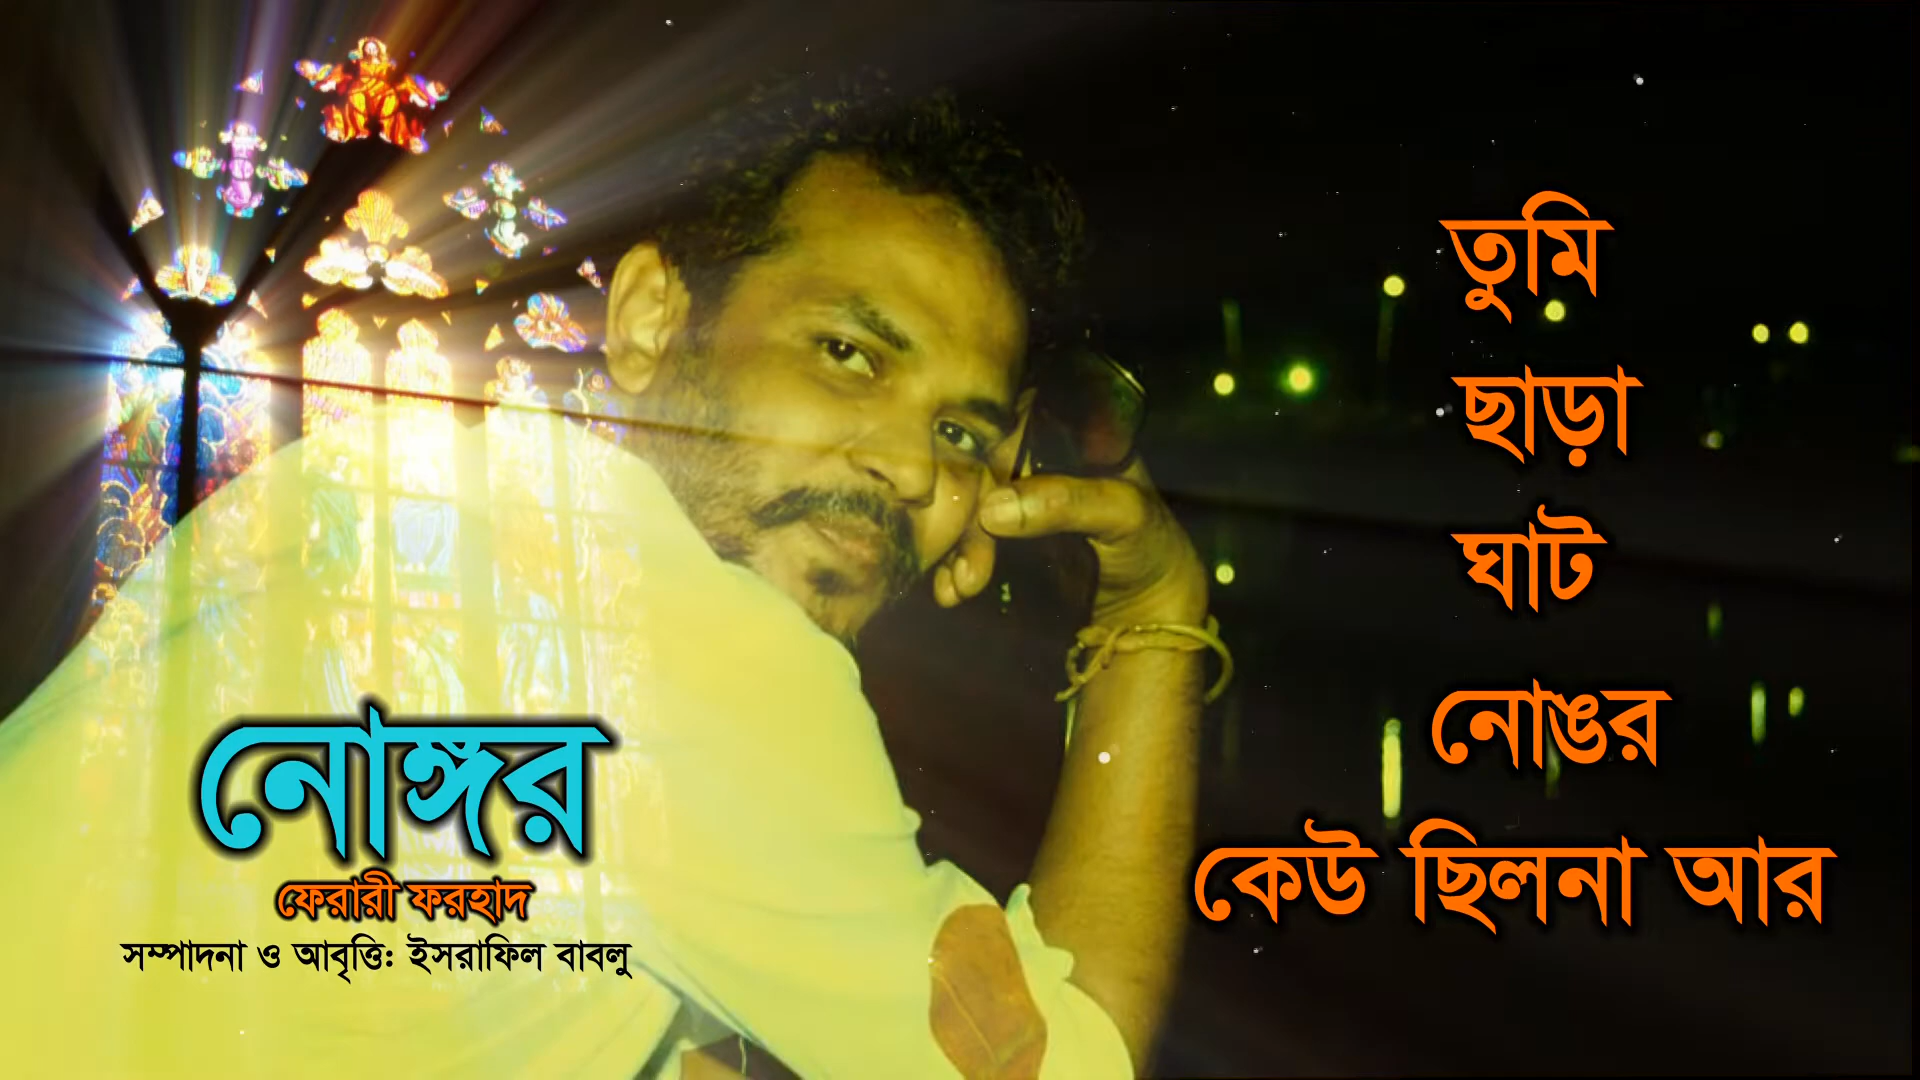 তুমি
ছাড়া
ঘাট
নোঙর
কেউ ছিলনা আর
নোঙ্গর
ফেরারী ফরহাদ
সম্পাদনা ও আবৃত্তি: ইসরাফিল বাবলু